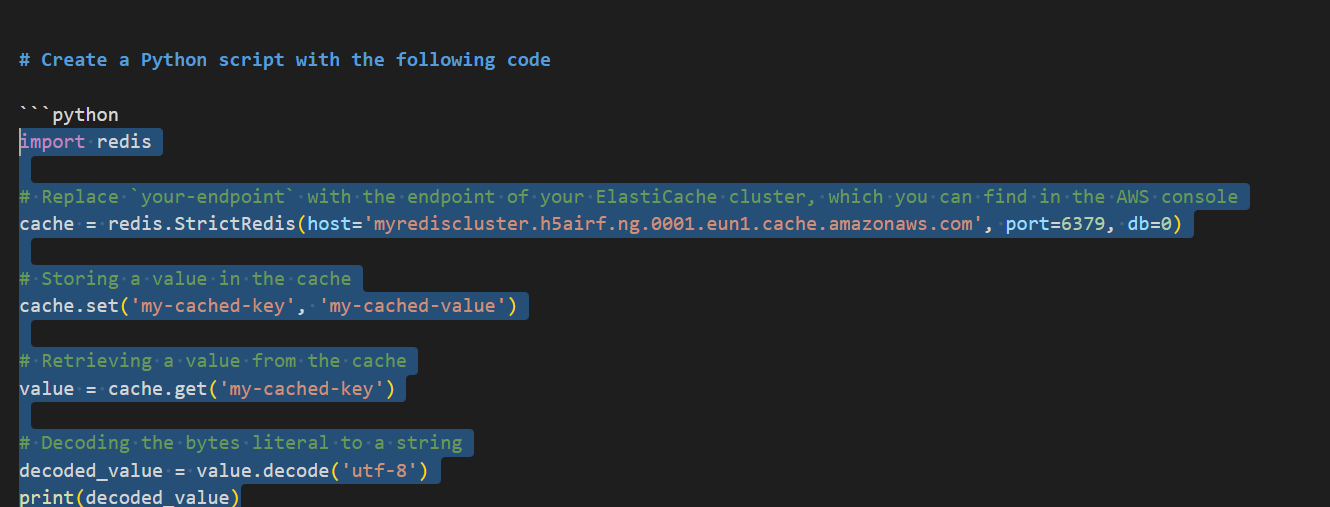 # Create a Python script with the following code
```python
import redis
# Replace `your-endpoint` with the endpoint of your ElastiCache cluster, which you can find in the AWS console
cache = redis.StrictRedis(host='myrediscluster.h5airf.ng.0001.eun1.cache.amazonaws.com', port=6379, db=0)
# Storing a value in the cache
cache.set('my-cached-key', 'my-cached-value')
# Retrieving a value from the cache
value = cache.get('my-cached-key')
# Decoding the bytes literal to a string
decoded_value = value.decode('utf-8')
print(decoded_value)